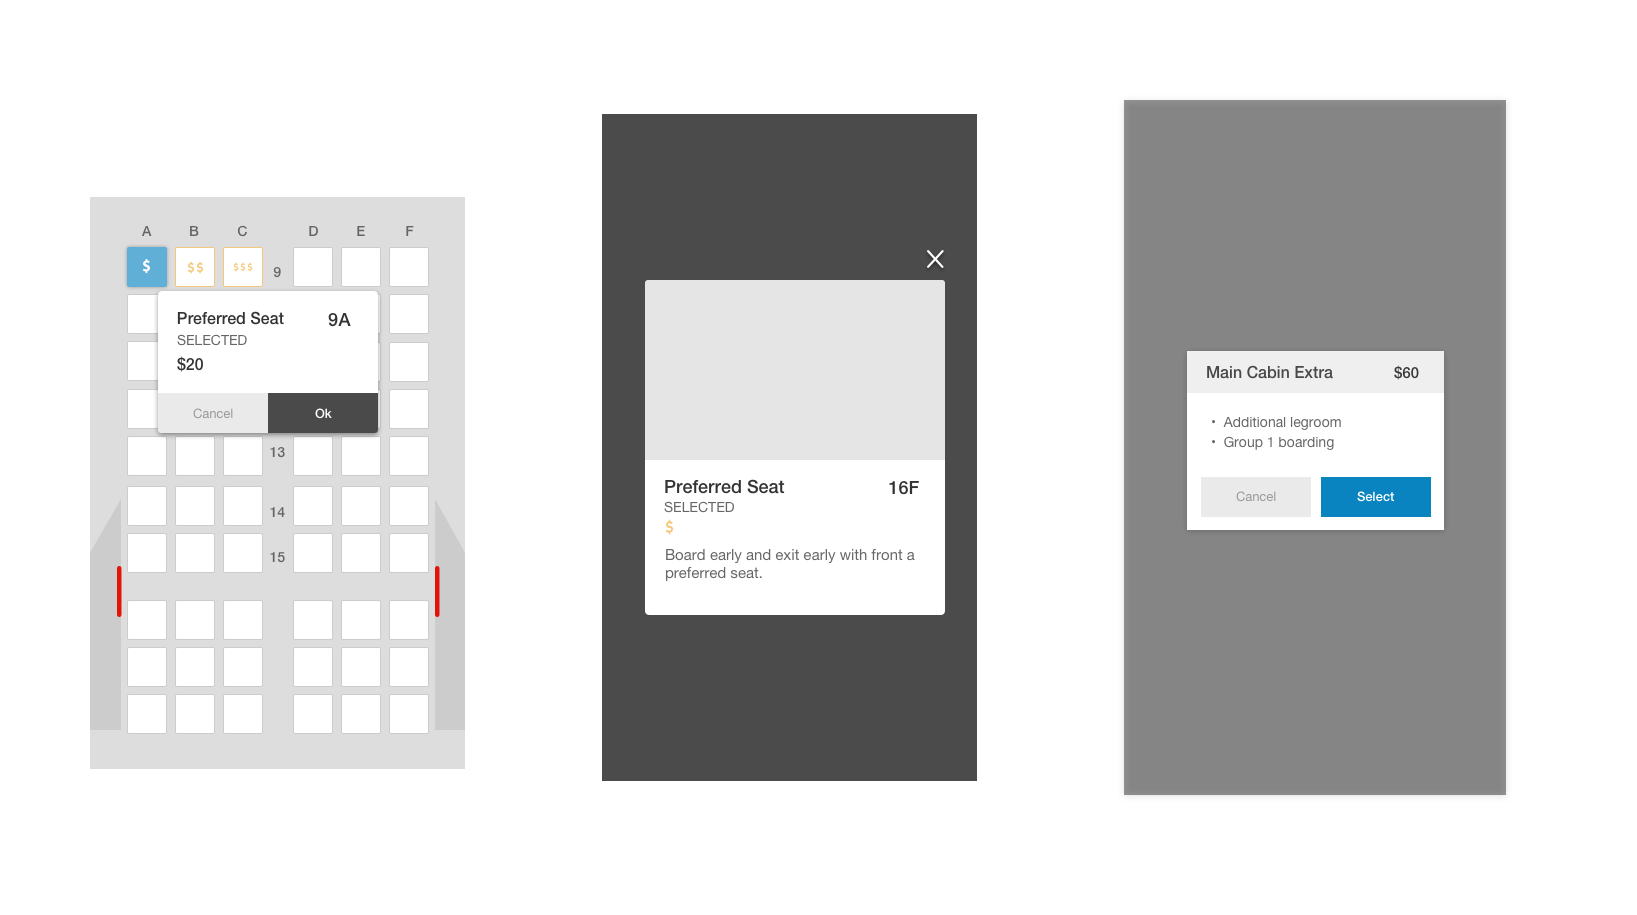 A B C D E F
$ $$ $$$ 9
Preferred Seat 9A
SELECTED
$20
Cancel Ok
13
14
15
Preferred Seat 16F
SELECTED
$
Board early and exit early with front a
preferred seat.
Main Cabin Extra $60
• Additional legroom
• Group 1 boarding
Cancel Select